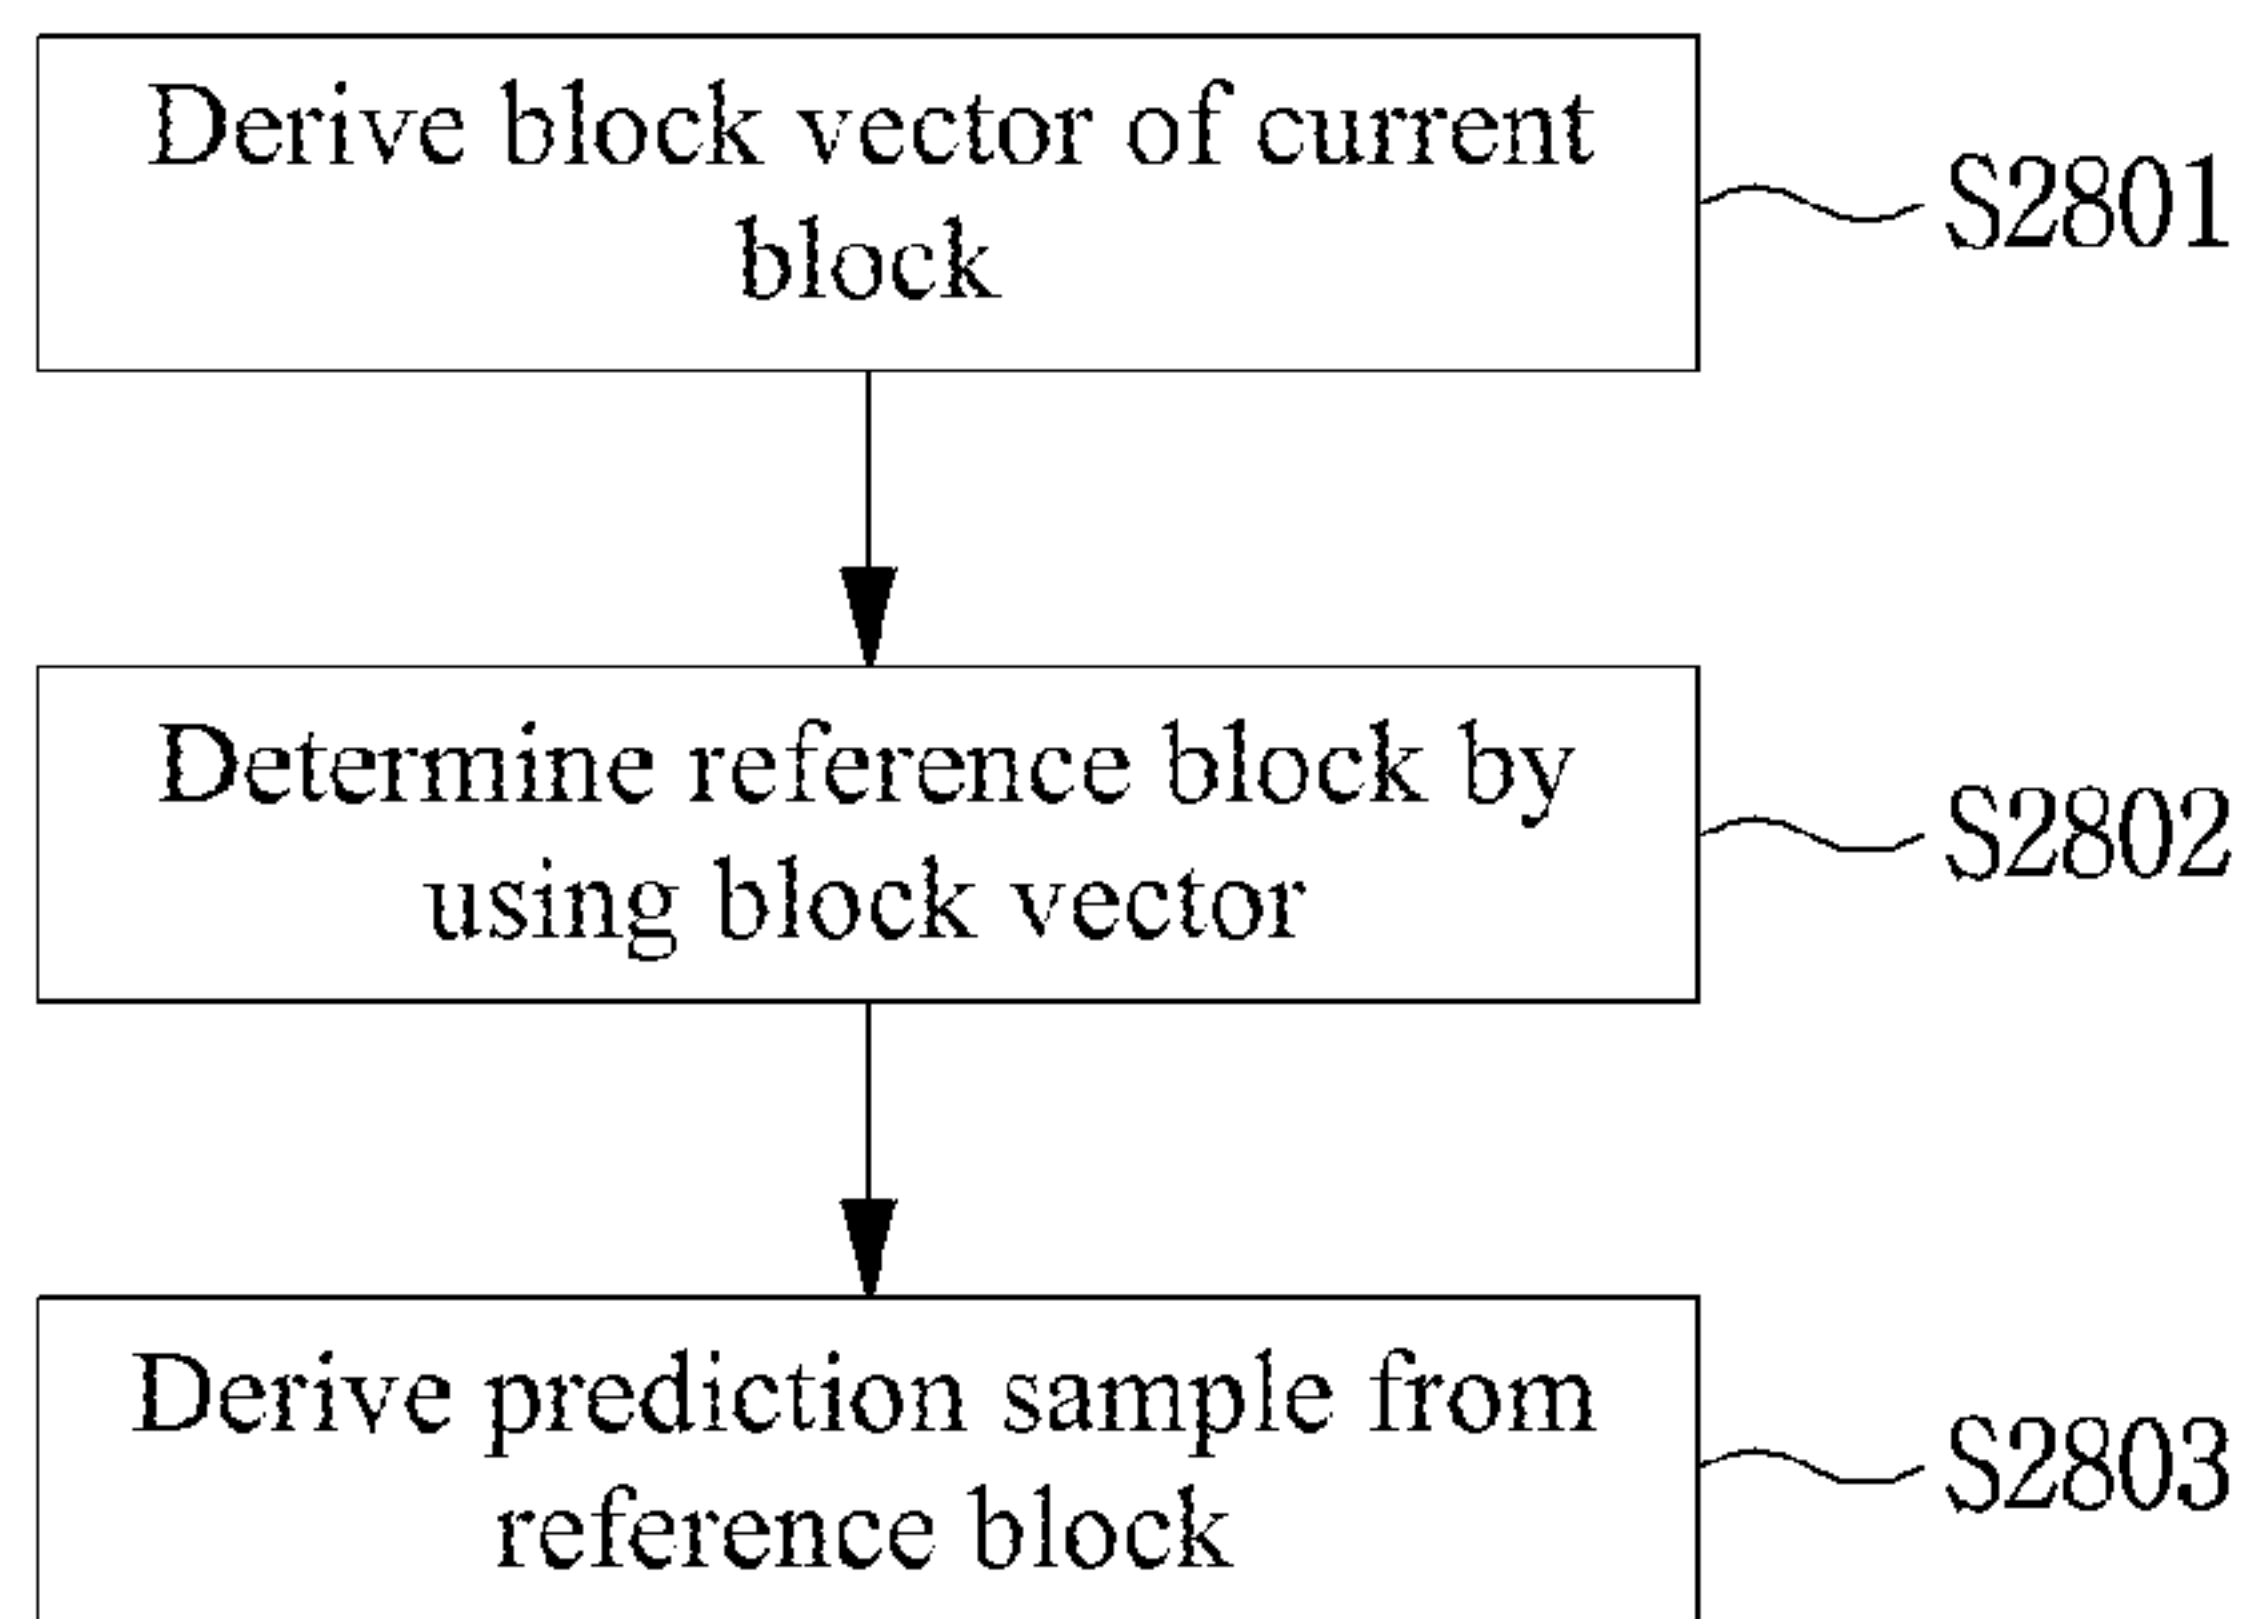 Derive block vector of current
block
S2801
Determine reference block by
using block vector
S2802
Derive prediction sample from
reference block
S2803